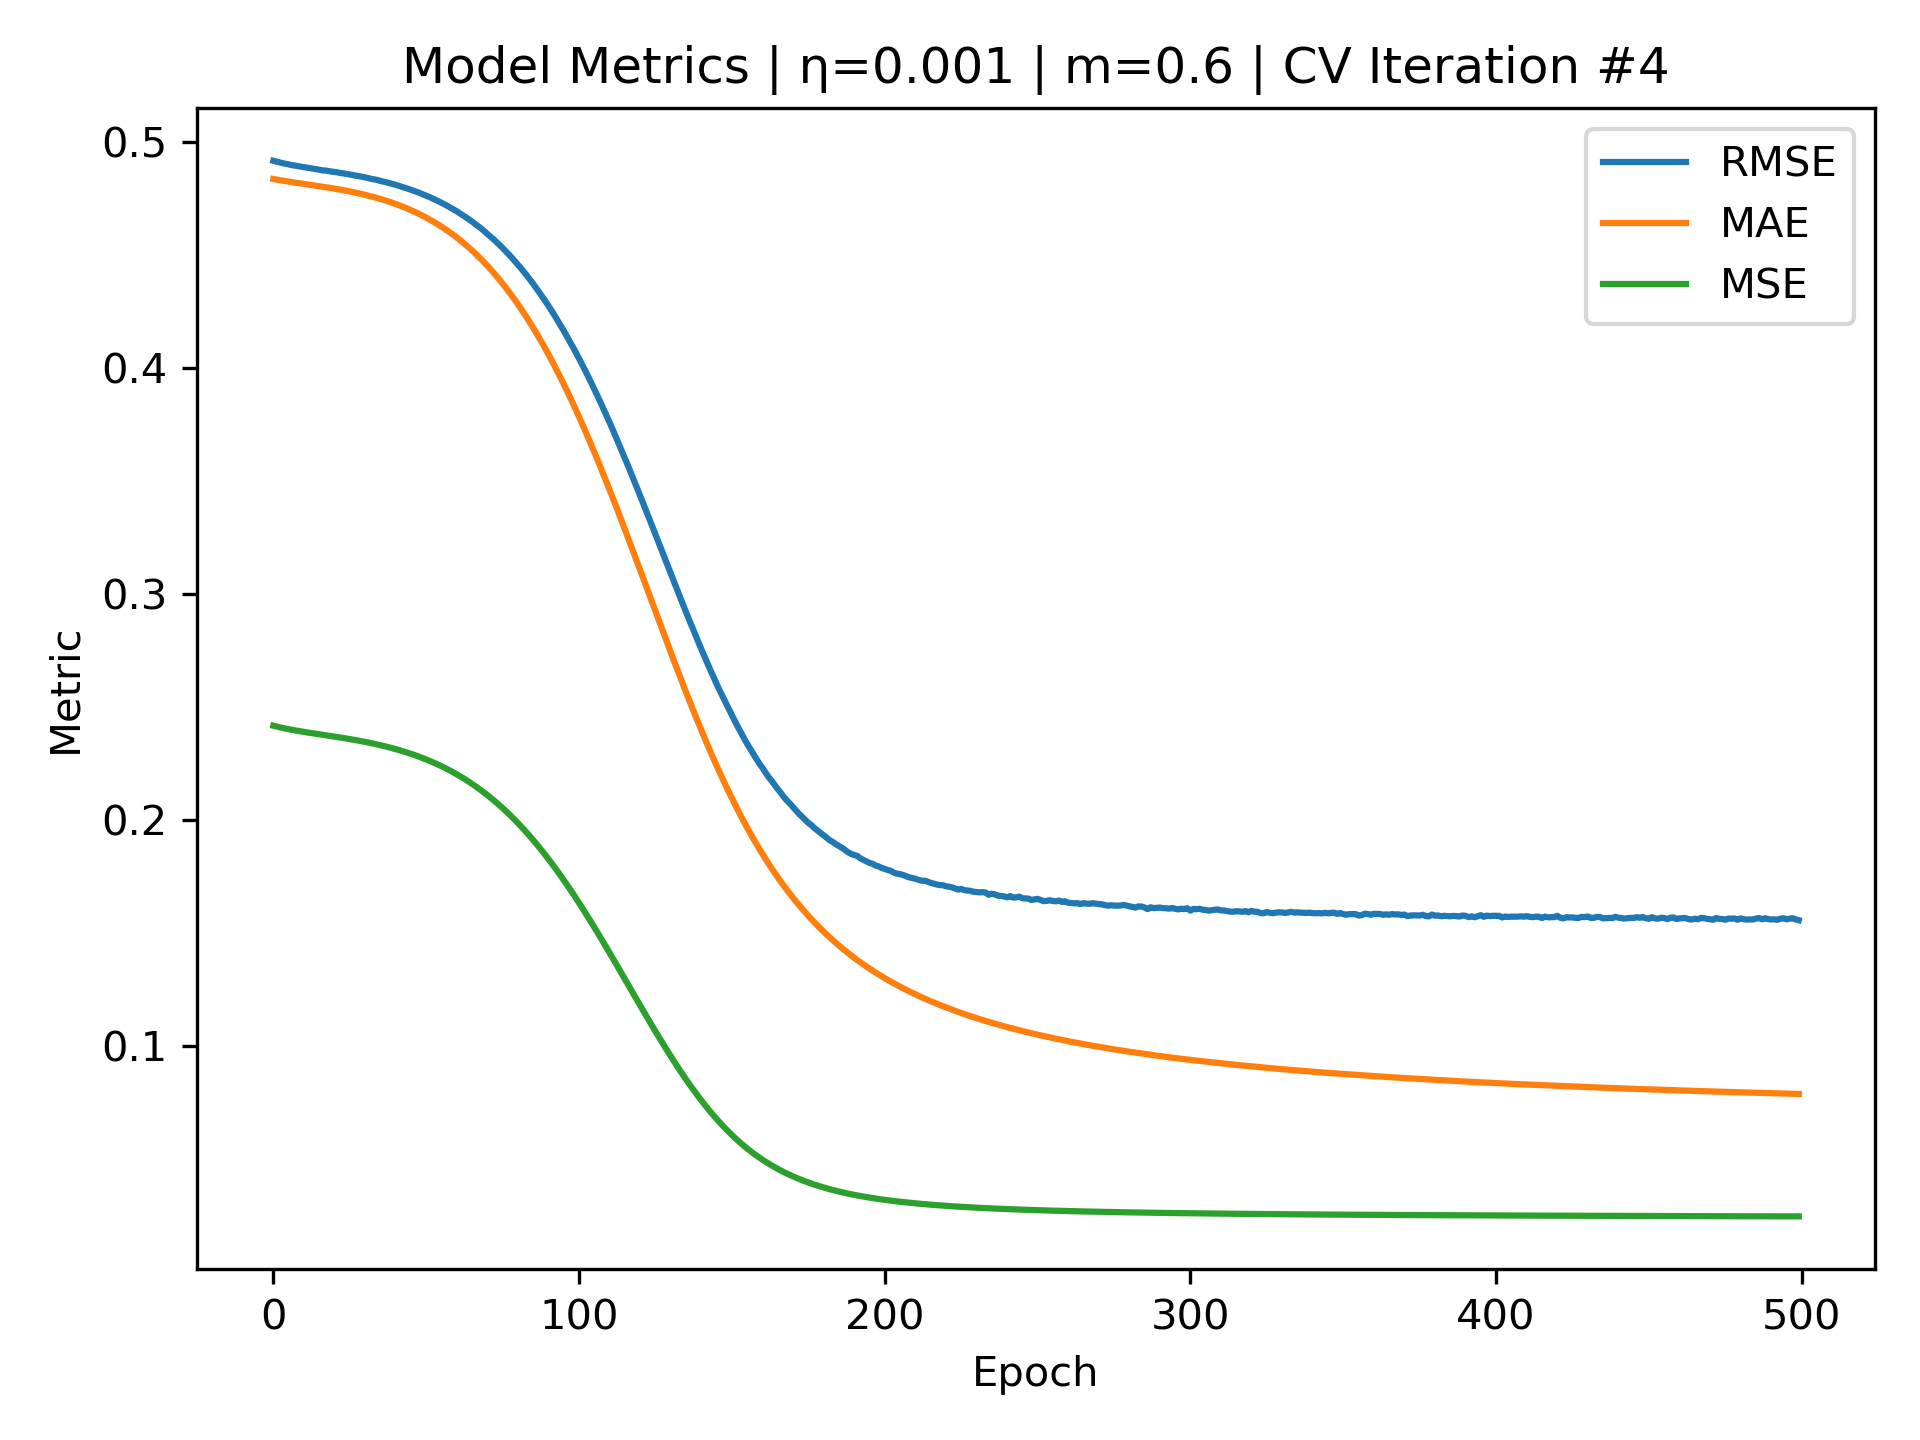 Model Metrics | η=0.001 | m=0.6 | CV Iteration #4
RMSE
MAE
MSE
Metric
0.5
0.4
0.3
0.2
0.1
0 100 200 300 400 500
Epoch